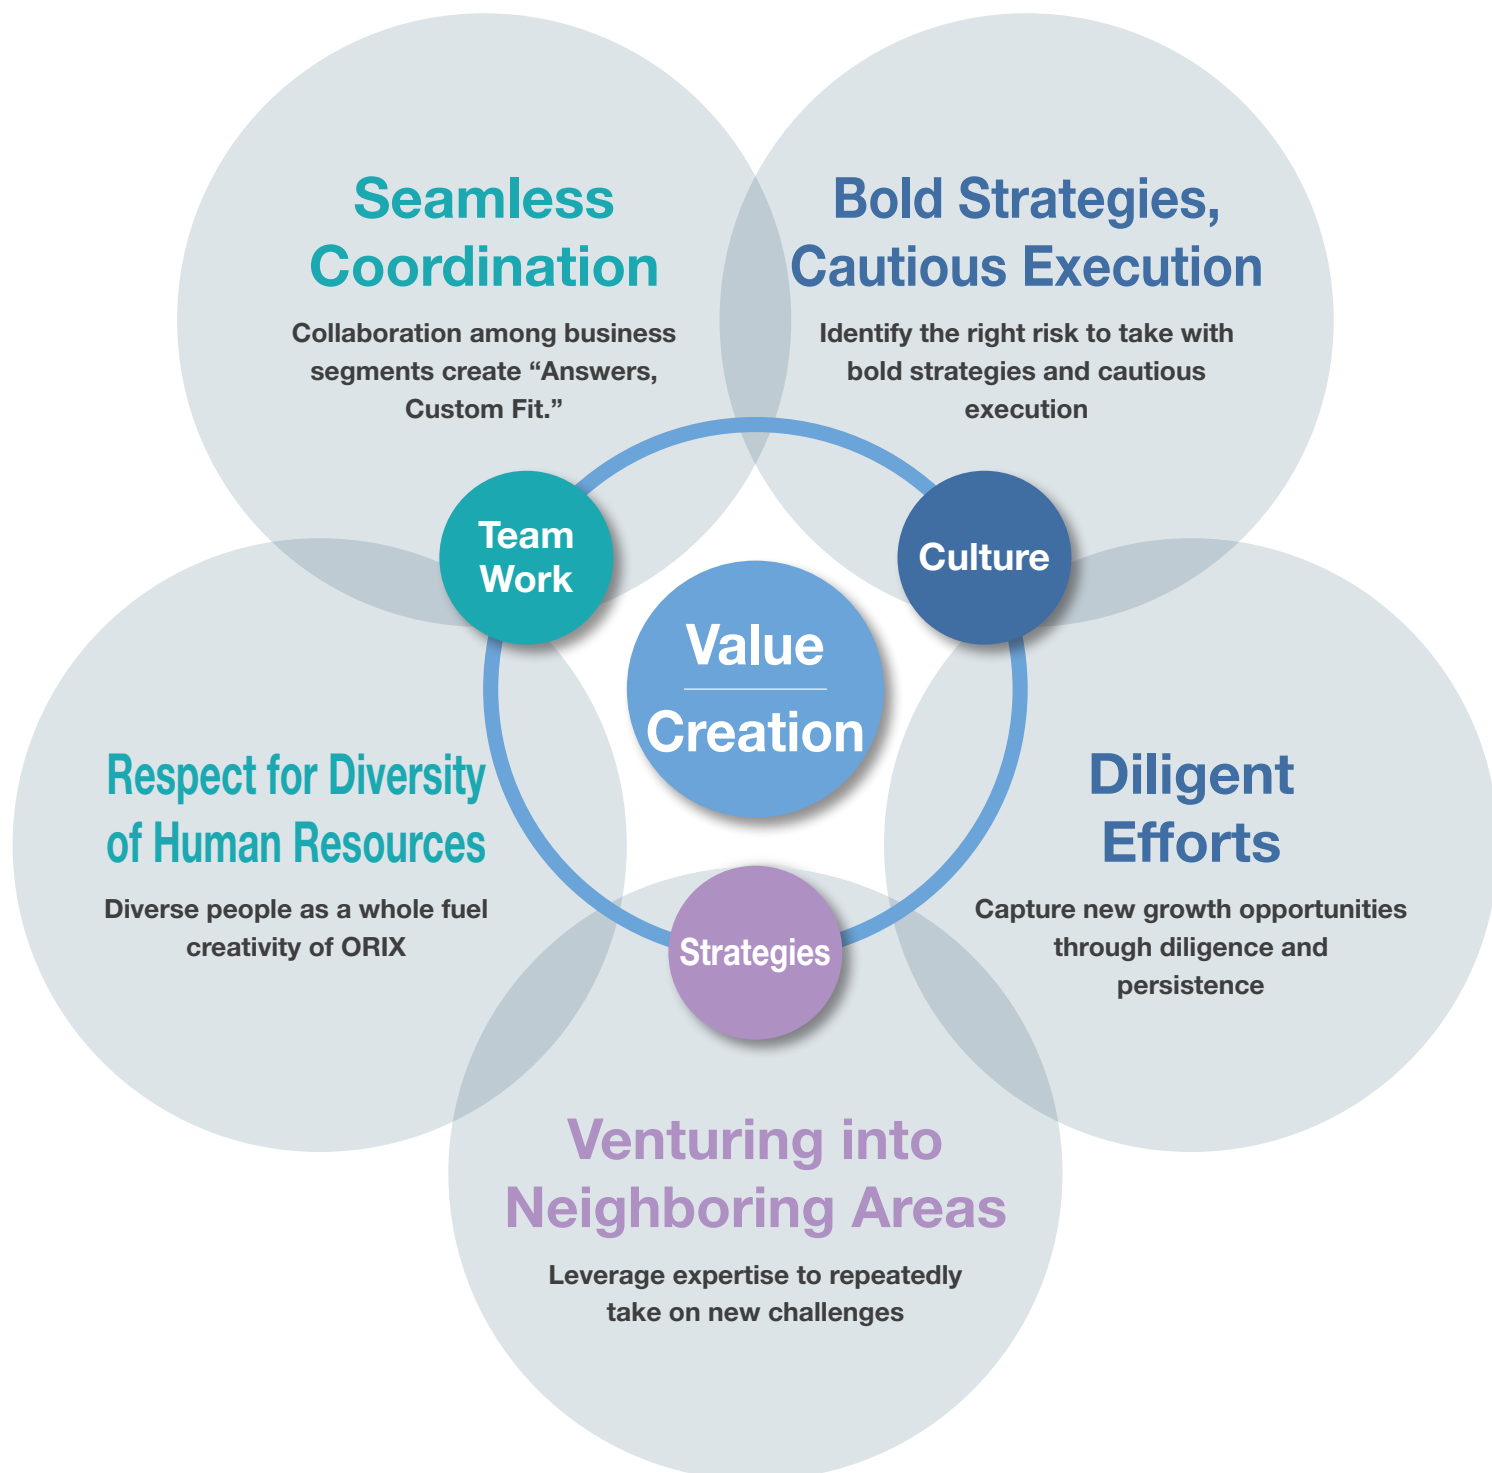 Seamless
Coordination
Collaboration among business
segments create “Answers,
Custom Fit.”
Bold Strategies,
Cautious Execution
Identify the right risk to take with
bold strategies and cautious
execution
Team
Work
Culture
Value
Creation
Respect for Diversity
of Human Resources
Diverse people as a whole fuel
creativity of ORIX
Diligent
Efforts
Capture new growth opportunities
through diligence and
persistence
Strategies
Venturing into
Neighboring Areas
Leverage expertise to repeatedly
take on new challenges